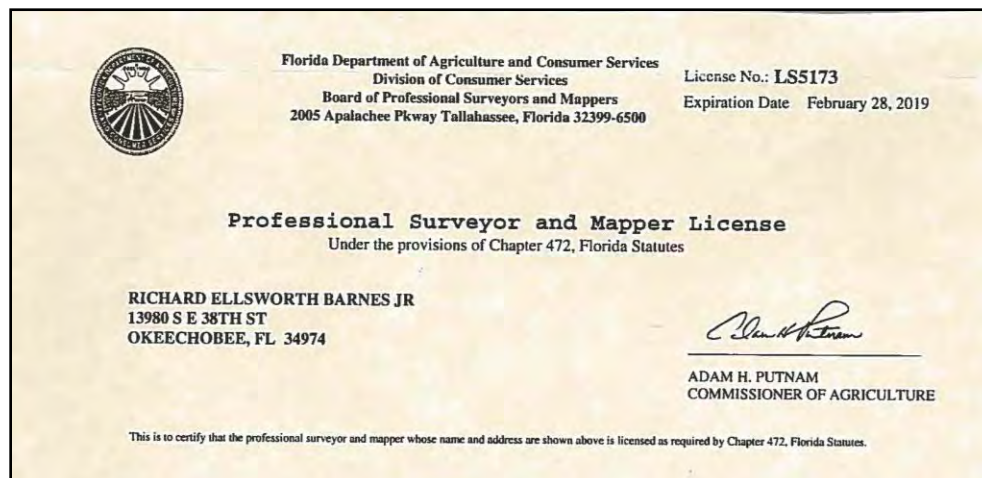 Florida Department of Agriculture and Consumer Services
Division of Consumer Services
Board of Professional Surveyors and Mappers
2005 Apalachee Pkway Tallahassee, Florida 32399-6500
License No.: LS5173
Expiration Date February 28, 2019
Professional Surveyor and Mapper License
Under the provisions of Chapter 472, Florida Statutes
RICHARD ELLSWORTH BARNES JR
13980 S E 38TH ST
OKEECHOBEE, FL 34974
ADAM H. PUTNAM
COMMISSIONER OF AGRICULTURE
This is to certify that the professional surveyor and mapper whose name and address are shown above is licensed as required by Chapter 472, Florida Statutes.